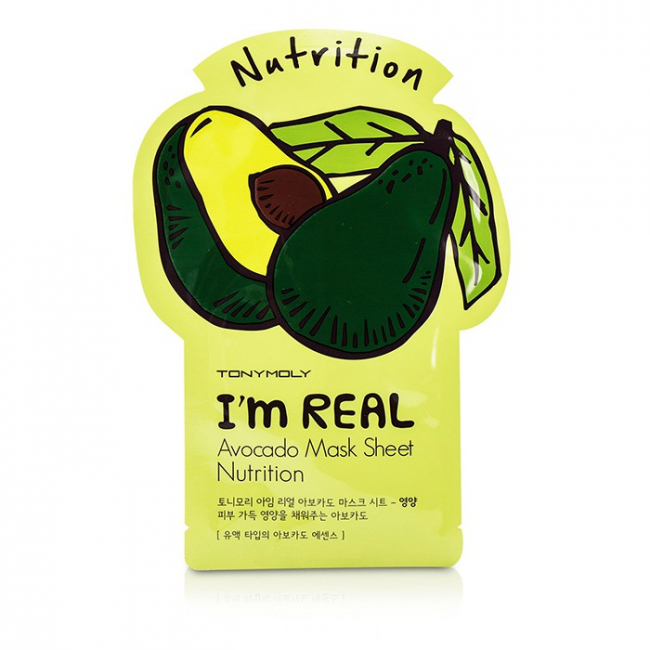 Nutrition
TONYMOLY
I'm REAL
Avocado Mask Sheet
Nutrition
토니모리 아임 리얼 아보카도 마스크 시트 – 영양
피부 가득 영양을 채워주는 아보카도
[ 유액 타입의 아보카도 에센스 ]